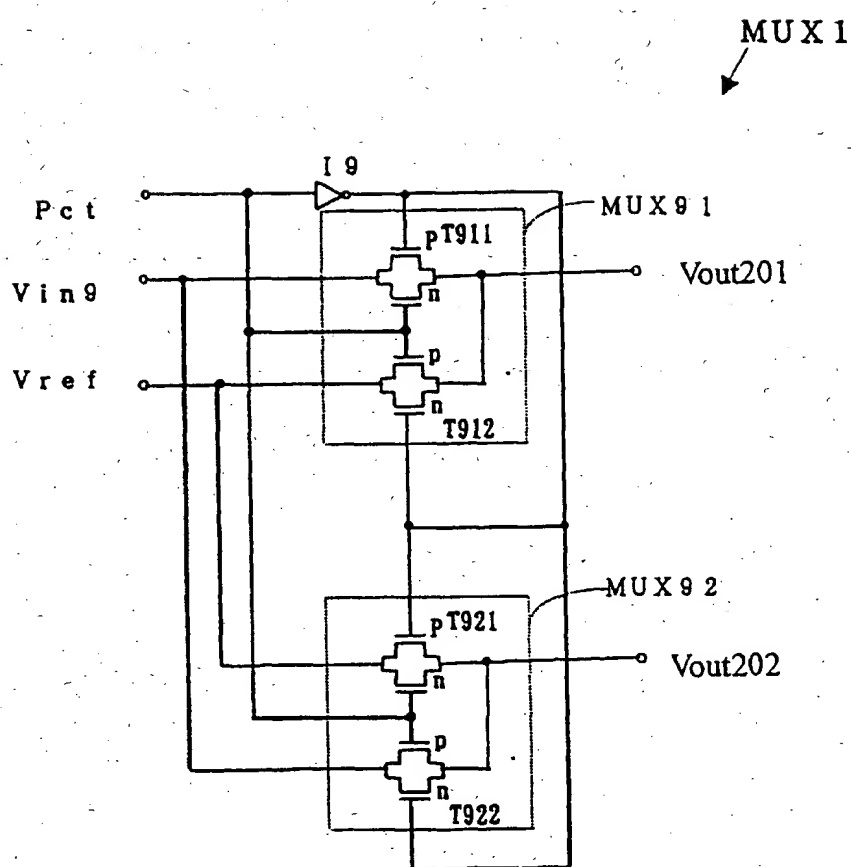 MUX1
I9
Pct
MUX91
pT911
Vin9
Vout201
n
p
Vref
n
T912
MUX92
pT921
Vout202
n
p
n
T922